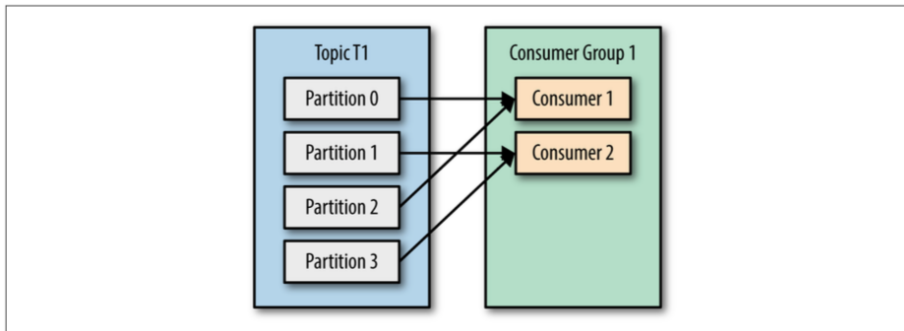 Topic T1
Partition 0
Partition 1
Partition 2
Partition 3
Consumer Group 1
Consumer 1
Consumer 2